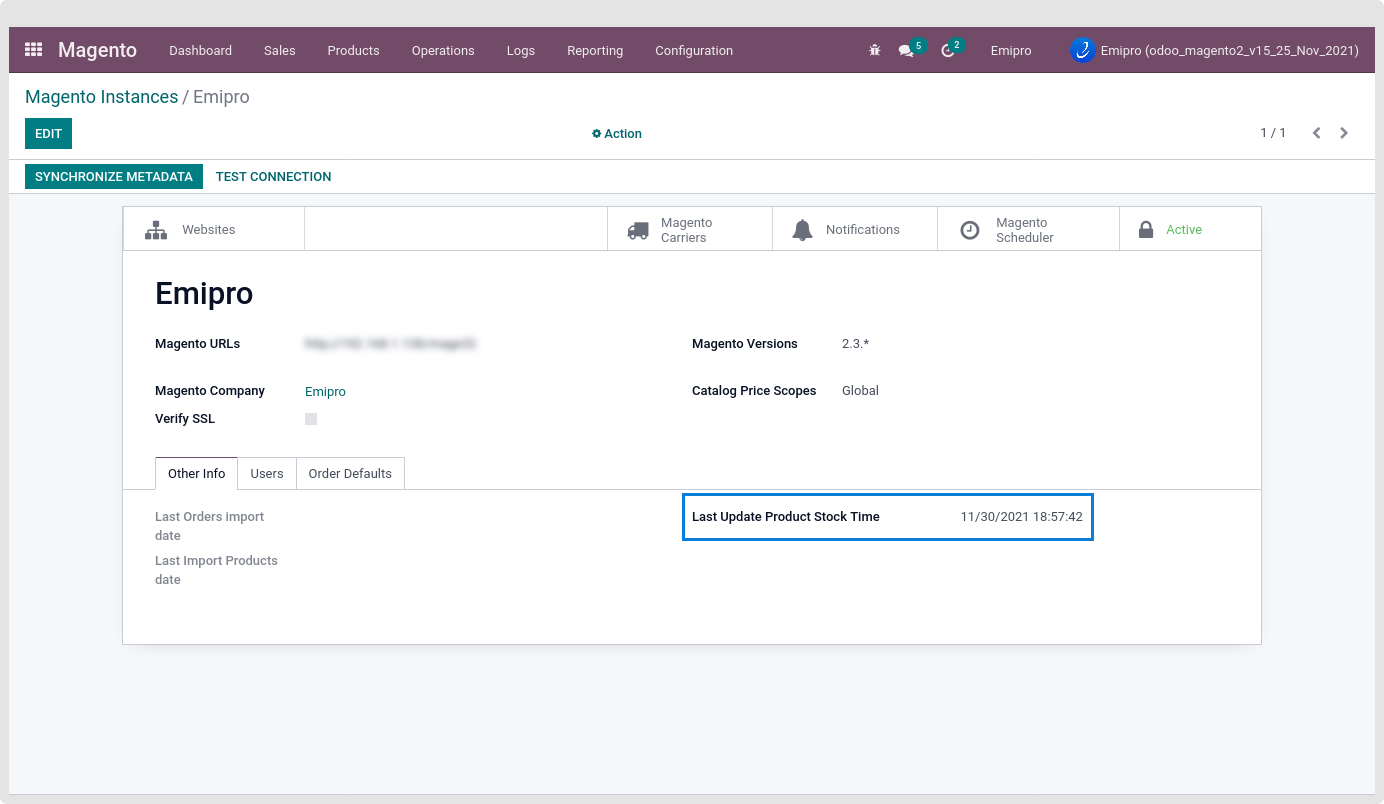 Magento Dashboard Sales Products Operations Logs Reporting Configuration 5 2 Emipro Emipro (odoo_magento2_v15_25_Nov_2021)
Magento Instances / Emipro
EDIT Action 1 / 1
SYNCHRONIZE METADATA TEST CONNECTION
Websites
Magento
Carriers
Notifications
Magento
Scheduler
Active
Emipro
Magento URLs
Magento Versions 2.3.*
Magento Company Emipro
Catalog Price Scopes Global
Verify SSL
Other Info Users Order Defaults
Last Orders import
date
Last Update Product Stock Time 11/30/2021 18:57:42
Last Import Products
date